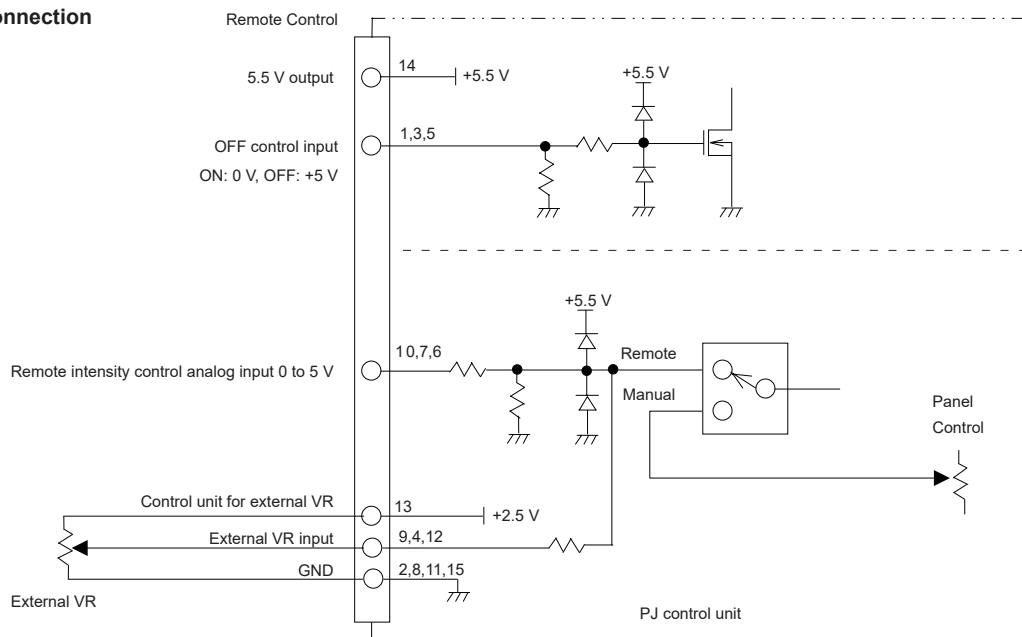 onnection
Remote Control
5.5 V output
14
+5.5 V
+5.5 V
OFF control input
1,3,5
ON: 0 V, OFF: +5 V
+5.5 V
Remote intensity control analog input 0 to 5 V
10,7,6
Remote
Manual
Panel
Control
Control unit for external VR
13
+2.5 V
External VR input
9,4,12
GND
2,8,11,15
External VR
PJ control unit